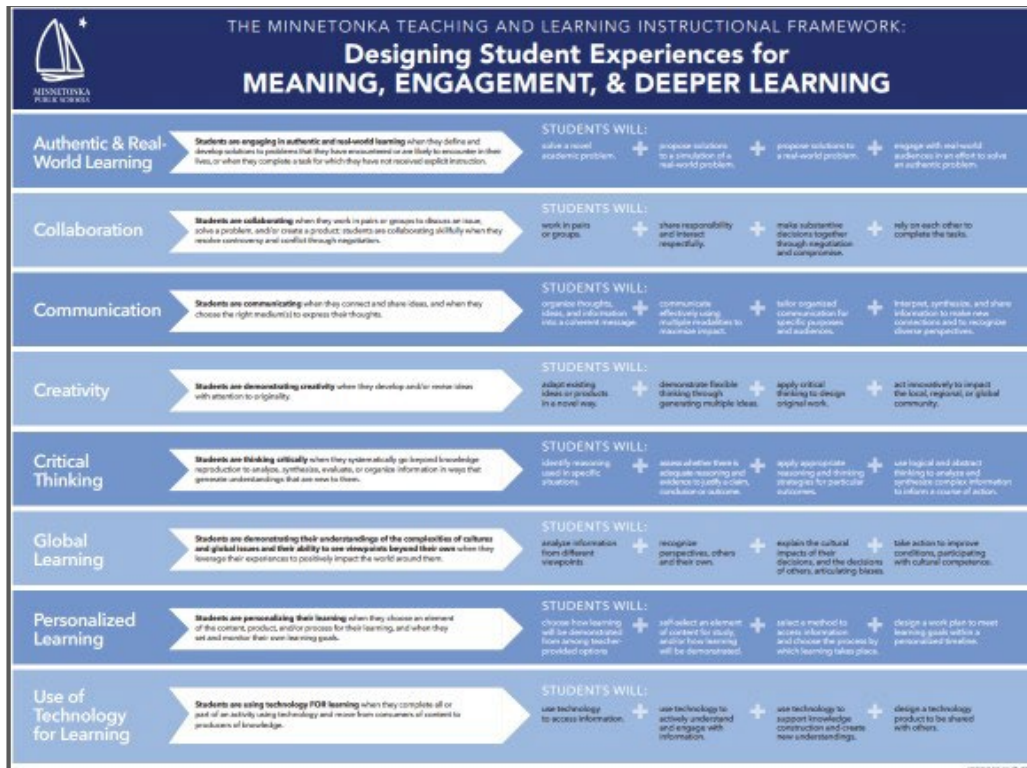 THE MINNETONKA TEACHING AND LEARNING INSTRUCTIONAL FRAMEWORK:
Designing Student Experiences for
MEANING, ENGAGEMENT, & DEEPER LEARNING
MINNETONKA
PUBLIC SCHOOLS
Authentic & Real-
World Learning
Students are engaging in authentic and real-world learning when they define and
develop solutions to problems that they have encountered or are likely to encounter in their
lives, or when they complete a task for which they have not received explicit instruction.
STUDENTS WILL:
solve a novel
academic problem.
+
propose solutions
to a simulation of a
real-world problem.
+
propose solutions to
a real-world problem.
+
engage with real-world
audiences in an effort to solve
an authentic problem.
Collaboration
Students are collaborating when they work in pairs or groups to discuss an issue,
solve a problem, and/or create a product; students are collaborating skillfully when they
resolve controversy and conflict through negotiation.
STUDENTS WILL:
work in pairs
or groups.
+
share responsibility
and interact
respectfully.
+
make substantive
decisions together
through negotiation
and compromise.
+
rely on each other to
complete the tasks.
Communication
Students are communicating when they connect and share ideas, and when they
choose the right medium(s) to express their thoughts.
STUDENTS WILL:
organize thoughts,
ideas, and information
into a coherent message.
+
communicate
effectively using
multiple modalities to
maximize impact.
+
tailor organized
communication for
specific purposes
and audiences.
+
Interpret, synthesize, and share
information to make new
connections and to recognize
diverse perspectives.
Creativity
Students are demonstrating creativity when they develop and/or revise ideas
with attention to originality.
STUDENTS WILL:
adapt existing
ideas or products
in a novel way.
+
demonstrate flexible
thinking through
generating multiple ideas.
+
apply critical
thinking to design
original work.
+
act innovatively to impact
the local, regional, or global
community.
Critical
Thinking
Students are thinking critically when they systematically go beyond knowledge
reproduction to analyze, synthesize, evaluate, or organize information in ways that
generate understandings that are new to them.
STUDENTS WILL:
identify reasoning
used in specific
situations.
+
assess whether there is
adequate reasoning and
evidence to justify a claim,
conclusion or outcome.
+
apply appropriate
reasoning and thinking
strategies for particular
outcomes.
+
use logical and abstract
thinking to analyze and
synthesize complex information
to inform a course of action.
Global
Learning
Students are demonstrating their understandings of the complexities of cultures
and global issues and their ability to see viewpoints beyond their own when they
leverage their experiences to positively impact the world around them.
STUDENTS WILL:
analyze information
from different
viewpoints.
+
recognize
perspectives, others
and their own.
+
explain the cultural
impacts of their
decisions, and the decisions
of others, articulating biases.
+
take action to improve
conditions, participating
with cultural competence.
Personalized
Learning
Students are personalizing their learning when they choose an element
of the content, product, and/or process for their learning, and when they
set and monitor their own learning goals.
STUDENTS WILL:
choose how learning
will be demonstrated
from among teacher-
provided options
+
self-select an element
of content for study,
and/or how learning
will be demonstrated.
+
select a method to
access information
and choose the process by
which learning takes place.
+
design a work plan to meet
learning goals within a
personalized timeline.
Use of
Technology
for Learning
Students are using technology FOR learning when they complete all or
part of an activity using technology and move from consumers of content to
producers of knowledge.
STUDENTS WILL:
use technology
to access information.
+
use technology to
actively understand
and engage with
information.
+
use technology to
support knowledge
construction and create
new understandings.
+
design a technology
product to be shared
with others.